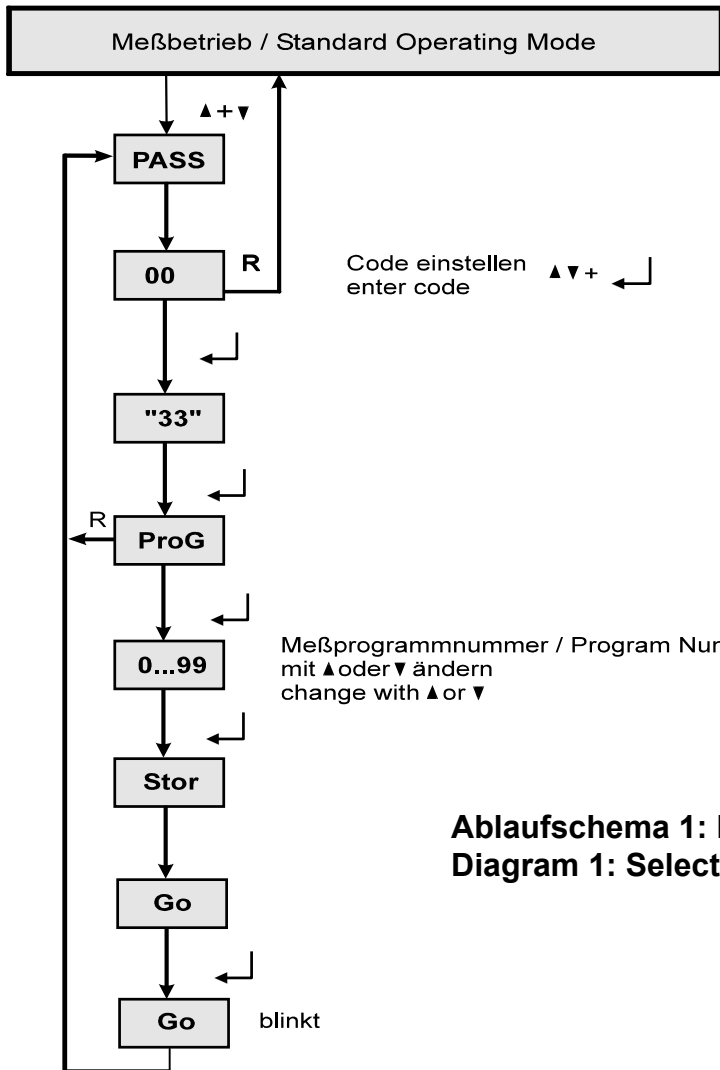 Meßbetrieb / Standard Operating Mode
▲+▼
PASS
00
R
Code einstellen ▲▼+
enter code
"33"
R
ProG
0...99
Meßprogrammnummer / Program
mit ▲ oder ▼ ändern
change with ▲ or ▼
Stor
Ablaufschema 1:
Diagram 1: Select
Go
Go
blinkt